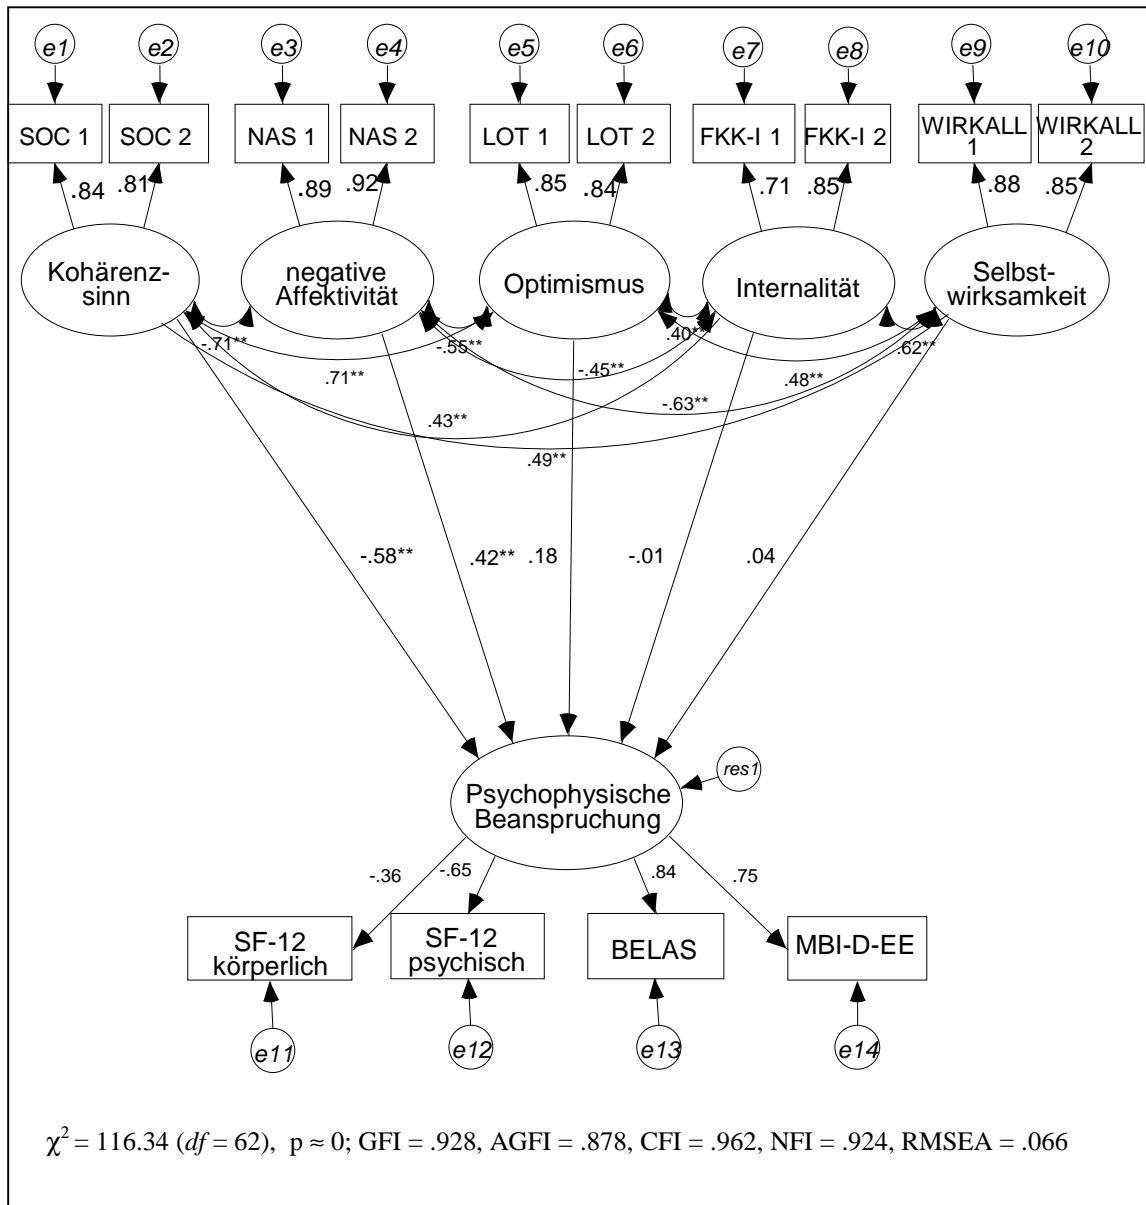 e1 e2 e3 e4 e5 e6 e7 e8 e9 e10
SOC 1 SOC 2 NAS 1 NAS 2 LOT 1 LOT 2 FKK-I 1 FKK-I 2 WIRKALL 1 WIRKALL 2
.84 .81 .89 .92 .85 .84 .71 .85 .88 .85
Kohärenz-
sinn
negative
Affektivität
Optimismus
Internalität
Selbst-
wirksamkeit
-.71** -.55** .40** .62**
.71** -.45** .48**
.43** -.63**
.49**
-.58** .42** .18 -.01 .04
Psychophysische
Beanspruchung
res1
-.36 -.65 .84 .75
SF-12
körperlich
SF-12
psychisch
BELAS
MBI-D-EE
e11 e12 e13 e14
χ² = 116.34 (df = 62), p ≈ 0; GFI = .928, AGFI = .878, CFI = .962, NFI = .924, RMSEA = .066